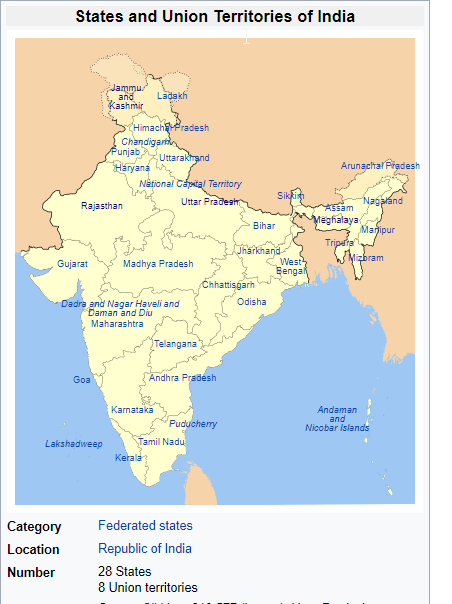 States and Union Territories of India
Jammu
and
Kashmir
Ladakh
Himachal Pradesh
Chandigarh
Punjab
Uttarakhand
Haryana
Arunachal Pradesh
National Capital Territory
Sikkim
Rajasthan
Uttar Pradesh
Assam
Nagaland
Meghalaya
Bihar
Manipur
Tripura
Jharkhand
Mizoram
Gujarat
Madhya Pradesh
West
Bengal
Chhattisgarh
Dadra and Nagar Haveli and
Daman and Diu
Odisha
Maharashtra
Telangana
Goa
Andhra Pradesh
Karnataka
Andaman
and
Nicobar Islands
Puducherry
Lakshadweep
Tamil Nadu
Kerala
Category Federated states
Location Republic of India
Number 28 States
8 Union territories